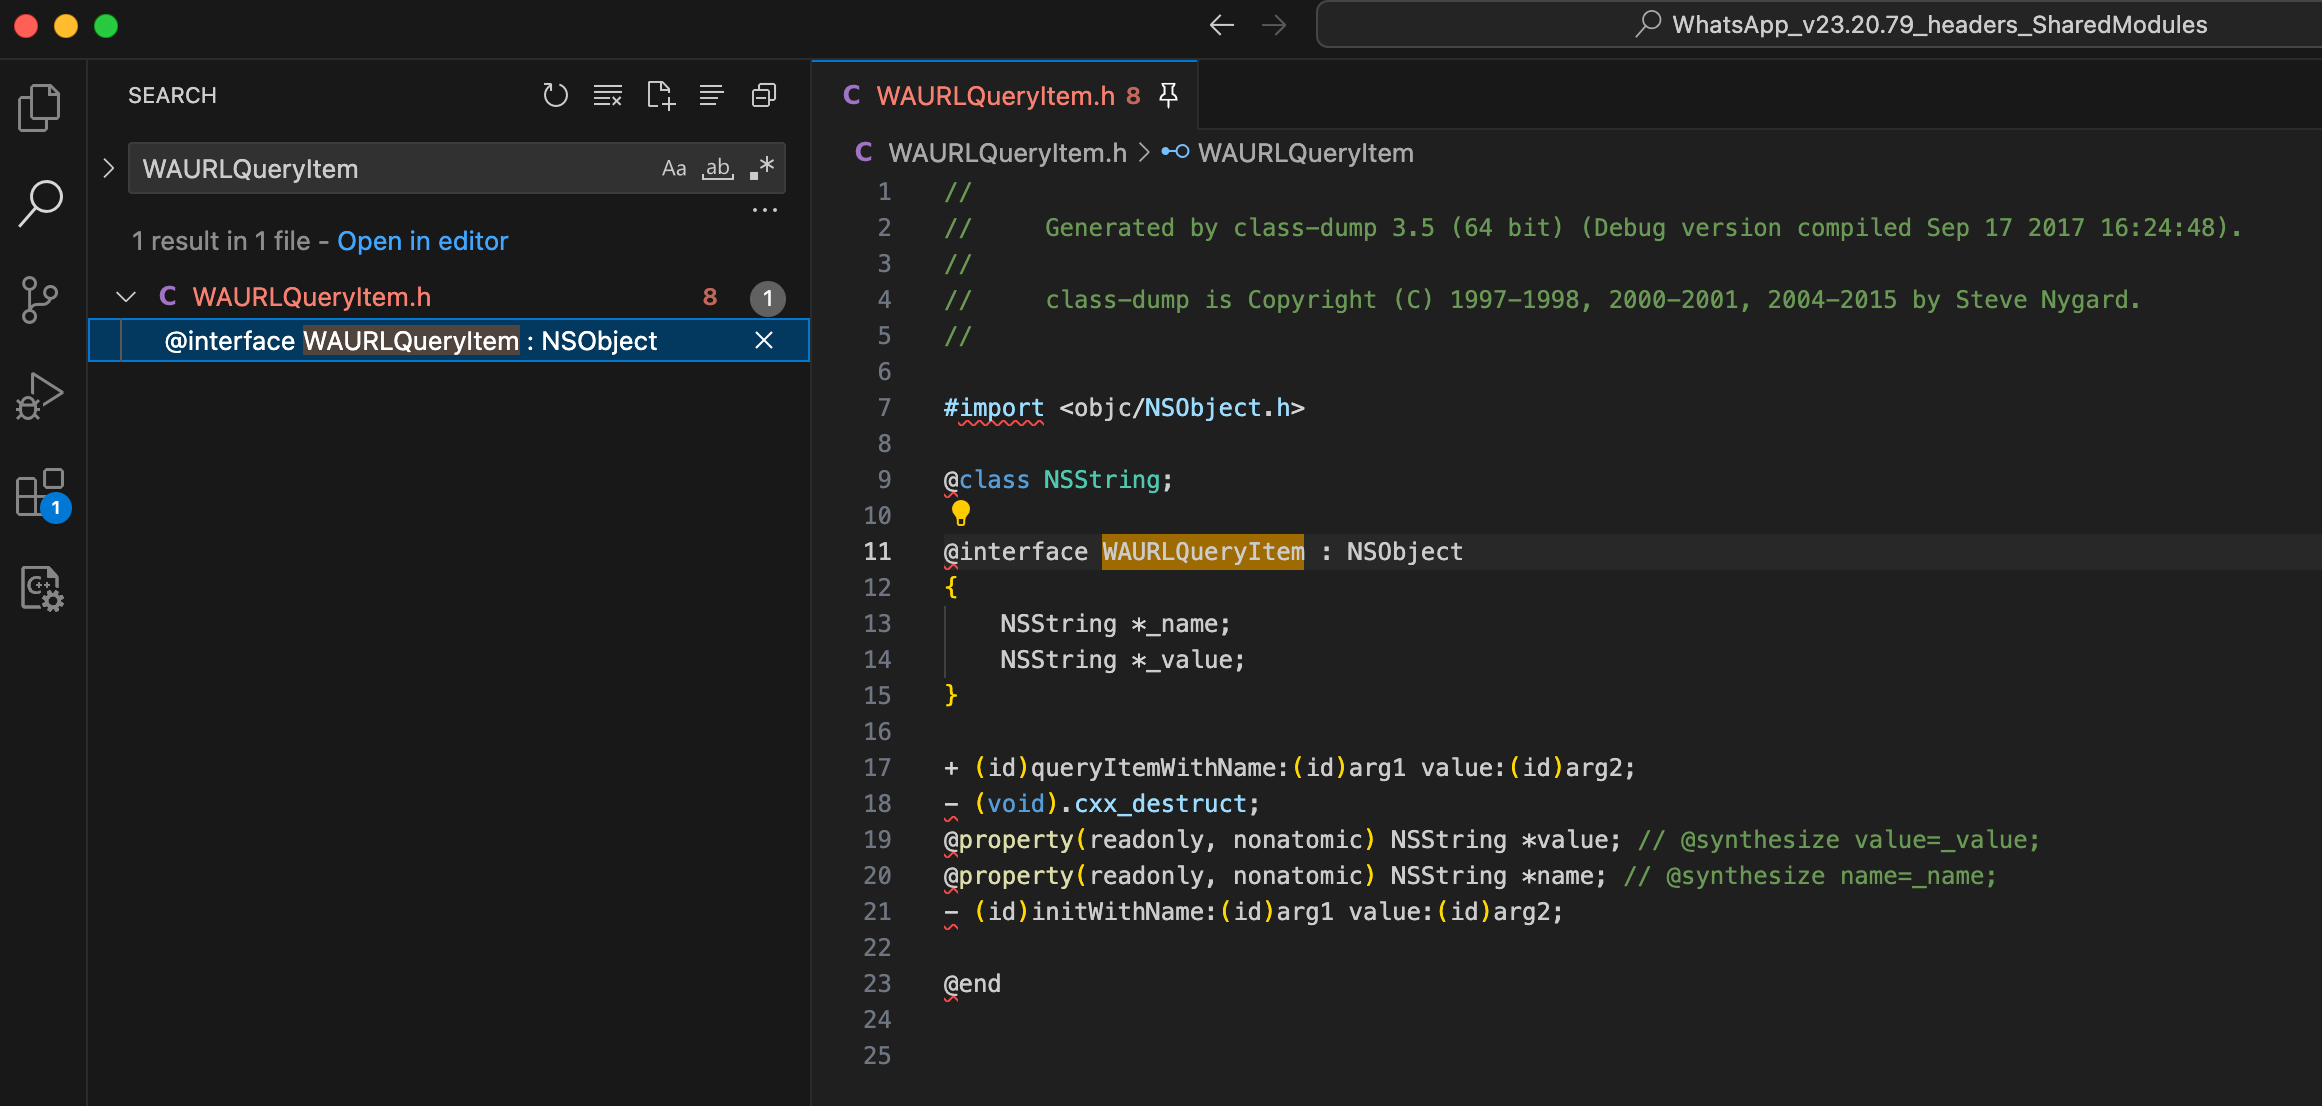 WhatsApp_v23.20.79_headers_SharedModules
SEARCH
WAURLQueryItem
Aa ab .*
...
1 result in 1 file - Open in editor
C WAURLQueryItem.h 8 1
@interface WAURLQueryItem : NSObject
1
C++
C WAURLQueryItem.h 8
C WAURLQueryItem.h > WAURLQueryItem
1 //
2 //     Generated by class-dump 3.5 (64 bit) (Debug version compiled Sep 17 2017 16:24:48).
3 //
4 //     class-dump is Copyright (C) 1997-1998, 2000-2001, 2004-2015 by Steve Nygard.
5 //
6
7 #import <objc/NSObject.h>
8
9 @class NSString;
10
11 @interface WAURLQueryItem : NSObject
12 {
13     NSString *_name;
14     NSString *_value;
15 }
16
17 + (id)queryItemWithName:(id)arg1 value:(id)arg2;
18 - (void).cxx_destruct;
19 @property(readonly, nonatomic) NSString *value; // @synthesize value=_value;
20 @property(readonly, nonatomic) NSString *name; // @synthesize name=_name;
21 - (id)initWithName:(id)arg1 value:(id)arg2;
22
23 @end
24
25